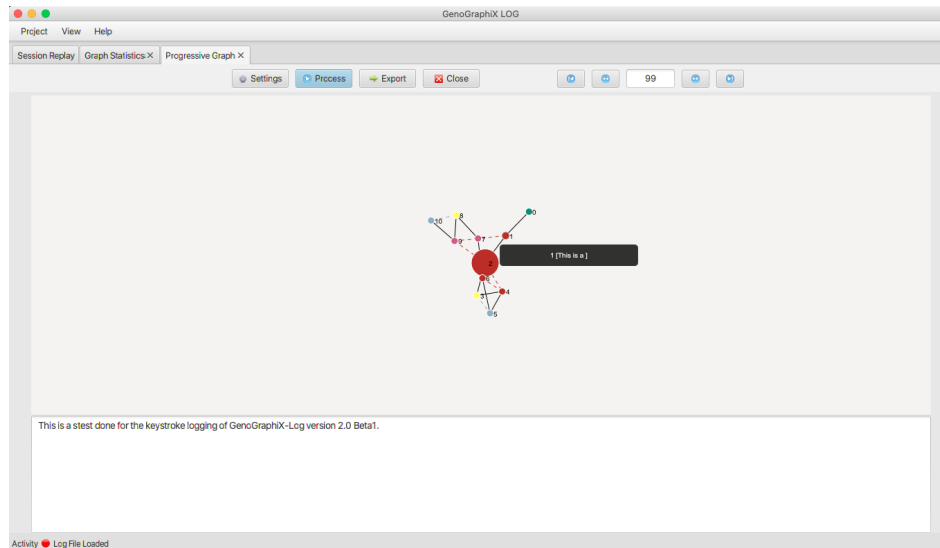 GenoGraphiX LOG
Project View Help
Session Replay Graph Statistics Progressive Graph
Settings Prccess Export Close 99
0
10 8
1
9 7
2
1 [This is a ]
6
3 4
5
This is a stest done for the keystroke logging of GenoGraphiX-Log version 2.0 Beta1.
Activity Log File Loaded